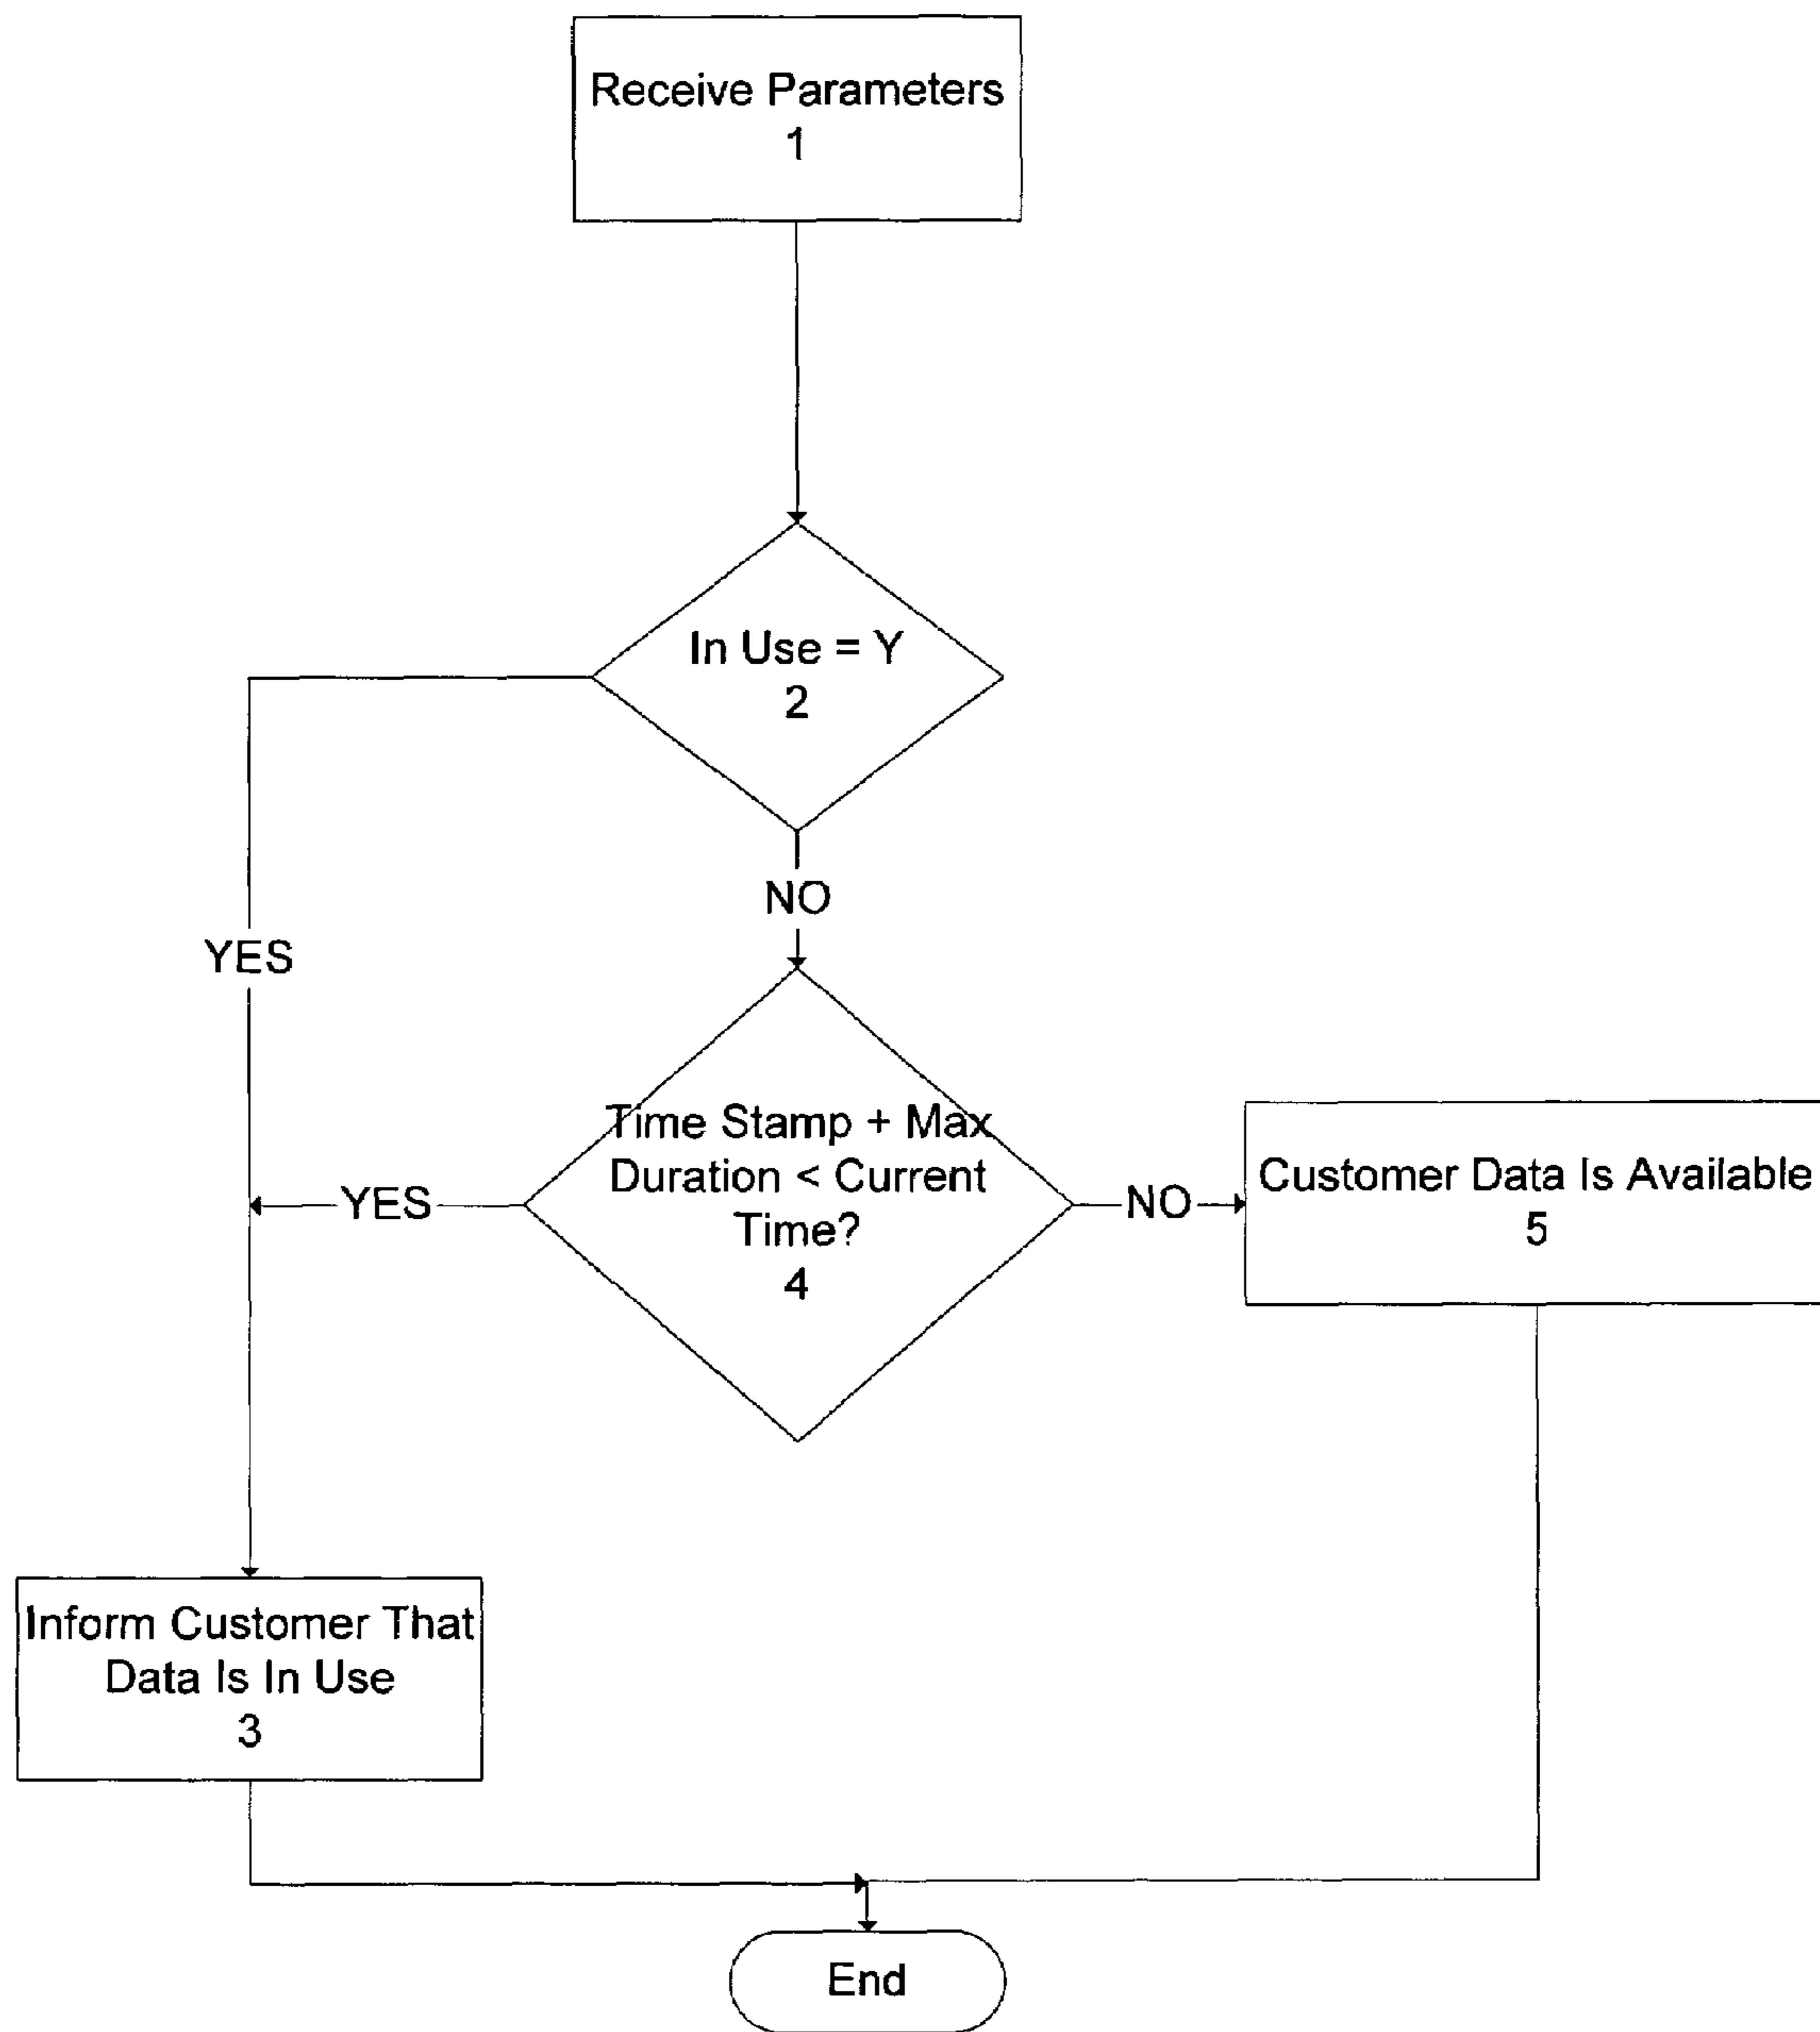 Receive Parameters
1
In Use = Y
2
NO
YES
Time Stamp + Max
Duration < Current
Time?
4
YES
NO
Customer Data Is Available
5
Inform Customer That
Data Is In Use
3
End